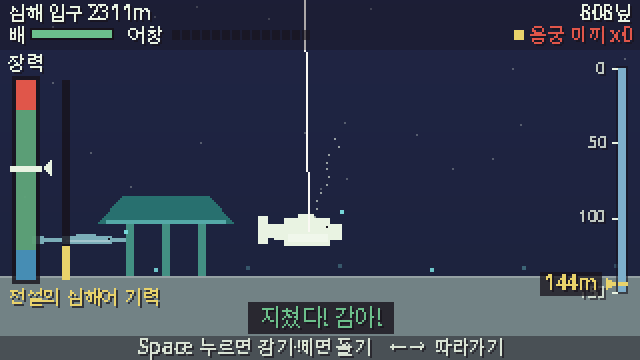 심해 입구 2311m
808닢
배
어창
용궁 미끼 x0
장력
0
50
100
144m
전설의 심해어 기력
지쳤다! 감아!
Space 누르면 감기·떼면 풀기 ←→ 따라가기